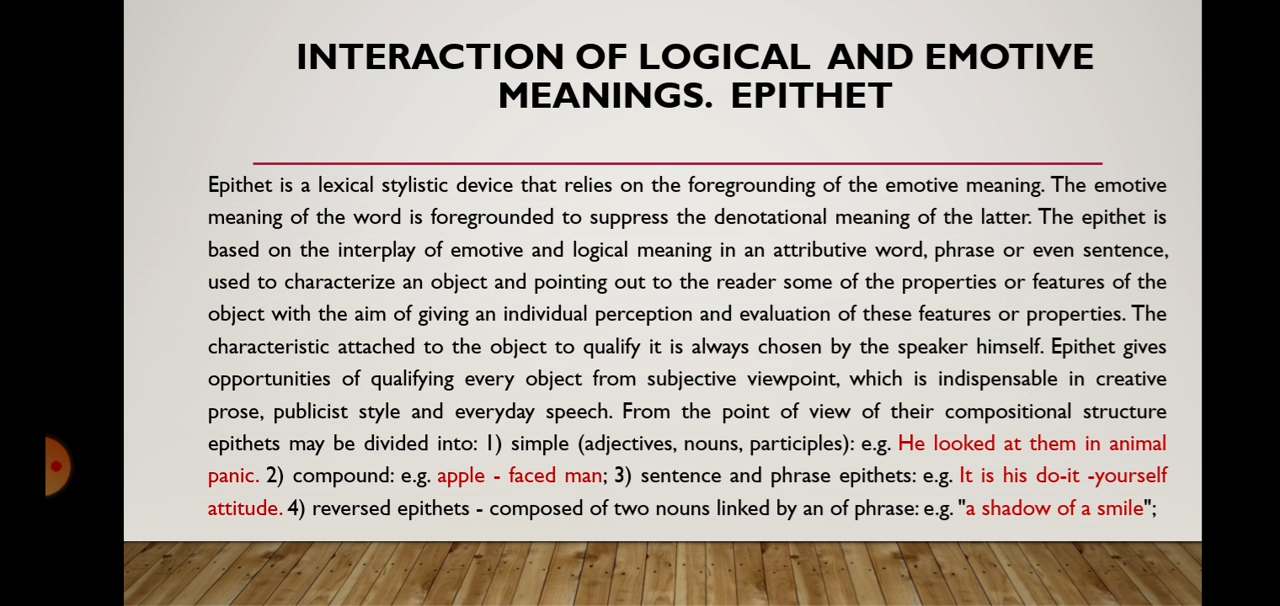 INTERACTION OF LOGICAL AND EMOTIVE
MEANINGS. EPITHET
Epithet is a lexical stylistic device that relies on the foregrounding of the emotive meaning. The emotive
meaning of the word is foregrounded to suppress the denotational meaning of the latter. The epithet is
based on the interplay of emotive and logical meaning in an attributive word, phrase or even sentence,
used to characterize an object and pointing out to the reader some of the properties or features of the
object with the aim of giving an individual perception and evaluation of these features or properties. The
characteristic attached to the object to qualify it is always chosen by the speaker himself. Epithet gives
opportunities of qualifying every object from subjective viewpoint, which is indispensable in creative
prose, publicist style and everyday speech. From the point of view of their compositional structure
epithets may be divided into: 1) simple (adjectives, nouns, participles): e.g. He looked at them in animal
panic. 2) compound: e.g. apple - faced man; 3) sentence and phrase epithets: e.g. It is his do-it -yourself
attitude. 4) reversed epithets - composed of two nouns linked by an of phrase: e.g. "a shadow of a smile";